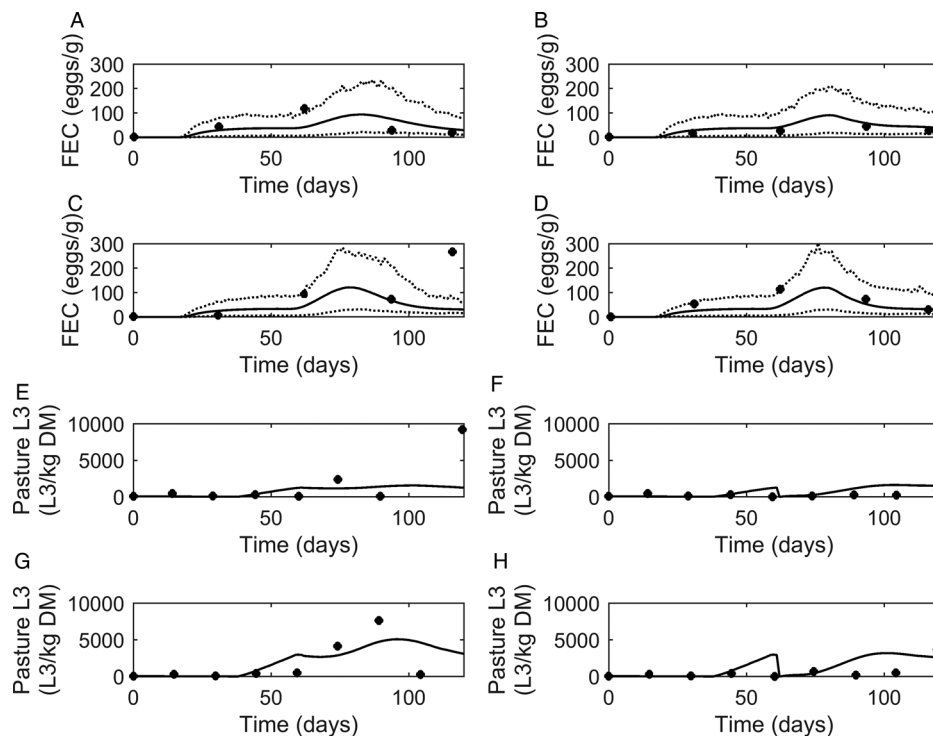 A
B
FEC (eggs/g)
300
200
100
0
0
50
100
Time (days)
FEC (eggs/g)
300
200
100
0
0
50
100
Time (days)
C
D
FEC (eggs/g)
300
200
100
0
0
50
100
Time (days)
FEC (eggs/g)
300
200
100
0
0
50
100
Time (days)
E
F
Pasture L3
(L3/kg DM)
10000
5000
0
0
50
100
Time (days)
Pasture L3
(L3/kg DM)
10000
5000
0
0
50
100
Time (days)
G
H
Pasture L3
(L3/kg DM)
10000
5000
0
0
50
100
Time (days)
Pasture L3
(L3/kg DM)
10000
5000
0
0
50
100
Time (days)